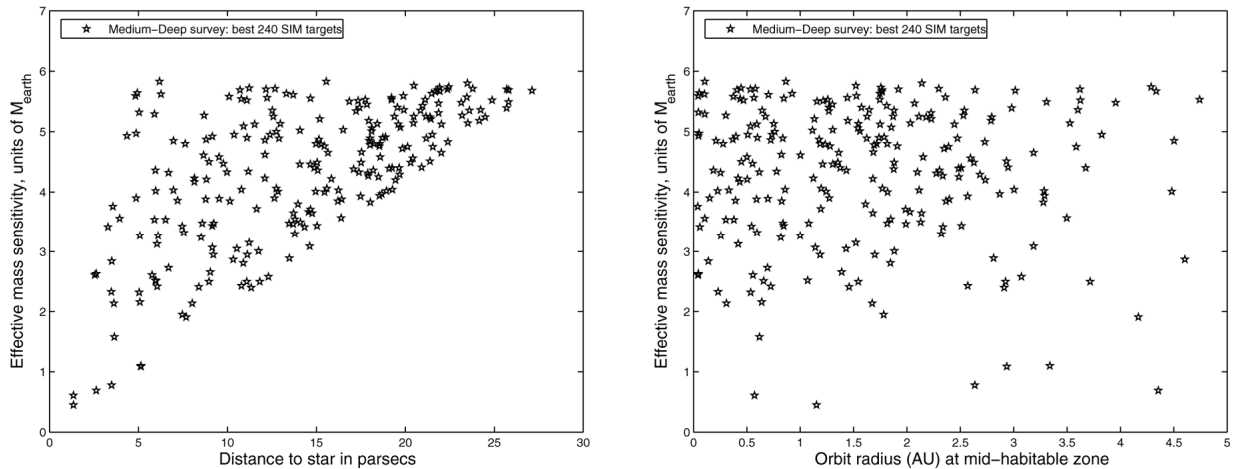 Medium−Deep survey: best 240 SIM targets
7
6
5
4
3
2
1
0
Effective mass sensitivity, units of M_earth
0 5 10 15 20 25 30
Distance to star in parsecs
Medium−Deep survey: best 240 SIM targets
7
6
5
4
3
2
1
0
Effective mass sensitivity, units of M_earth
0 0.5 1 1.5 2 2.5 3 3.5 4 4.5 5
Orbit radius (AU) at mid−habitable zone